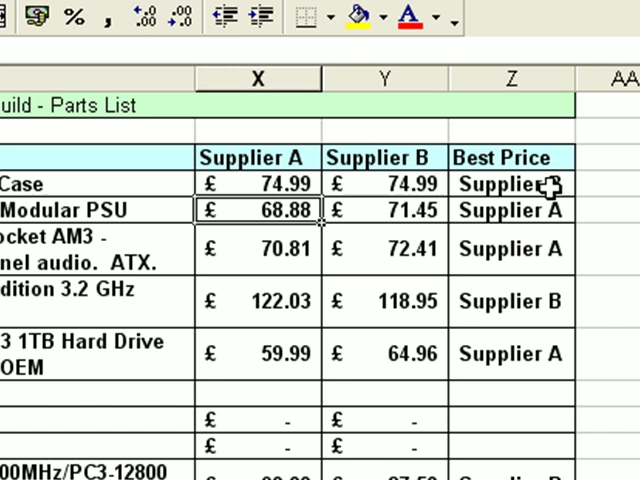 % , .00 .00
X Y Z AA
uild - Parts List
Supplier A Supplier B Best Price
Case £ 74.99 £ 74.99 Supplier
Modular PSU £ 68.88 £ 71.45 Supplier A
ocket AM3 -
nel audio. ATX. £ 70.81 £ 72.41 Supplier A
dition 3.2 GHz £ 122.03 £ 118.95 Supplier B
3 1TB Hard Drive
OEM £ 59.99 £ 64.96 Supplier A
£ - £ -
£ - £ -
00MHz/PC3-12800